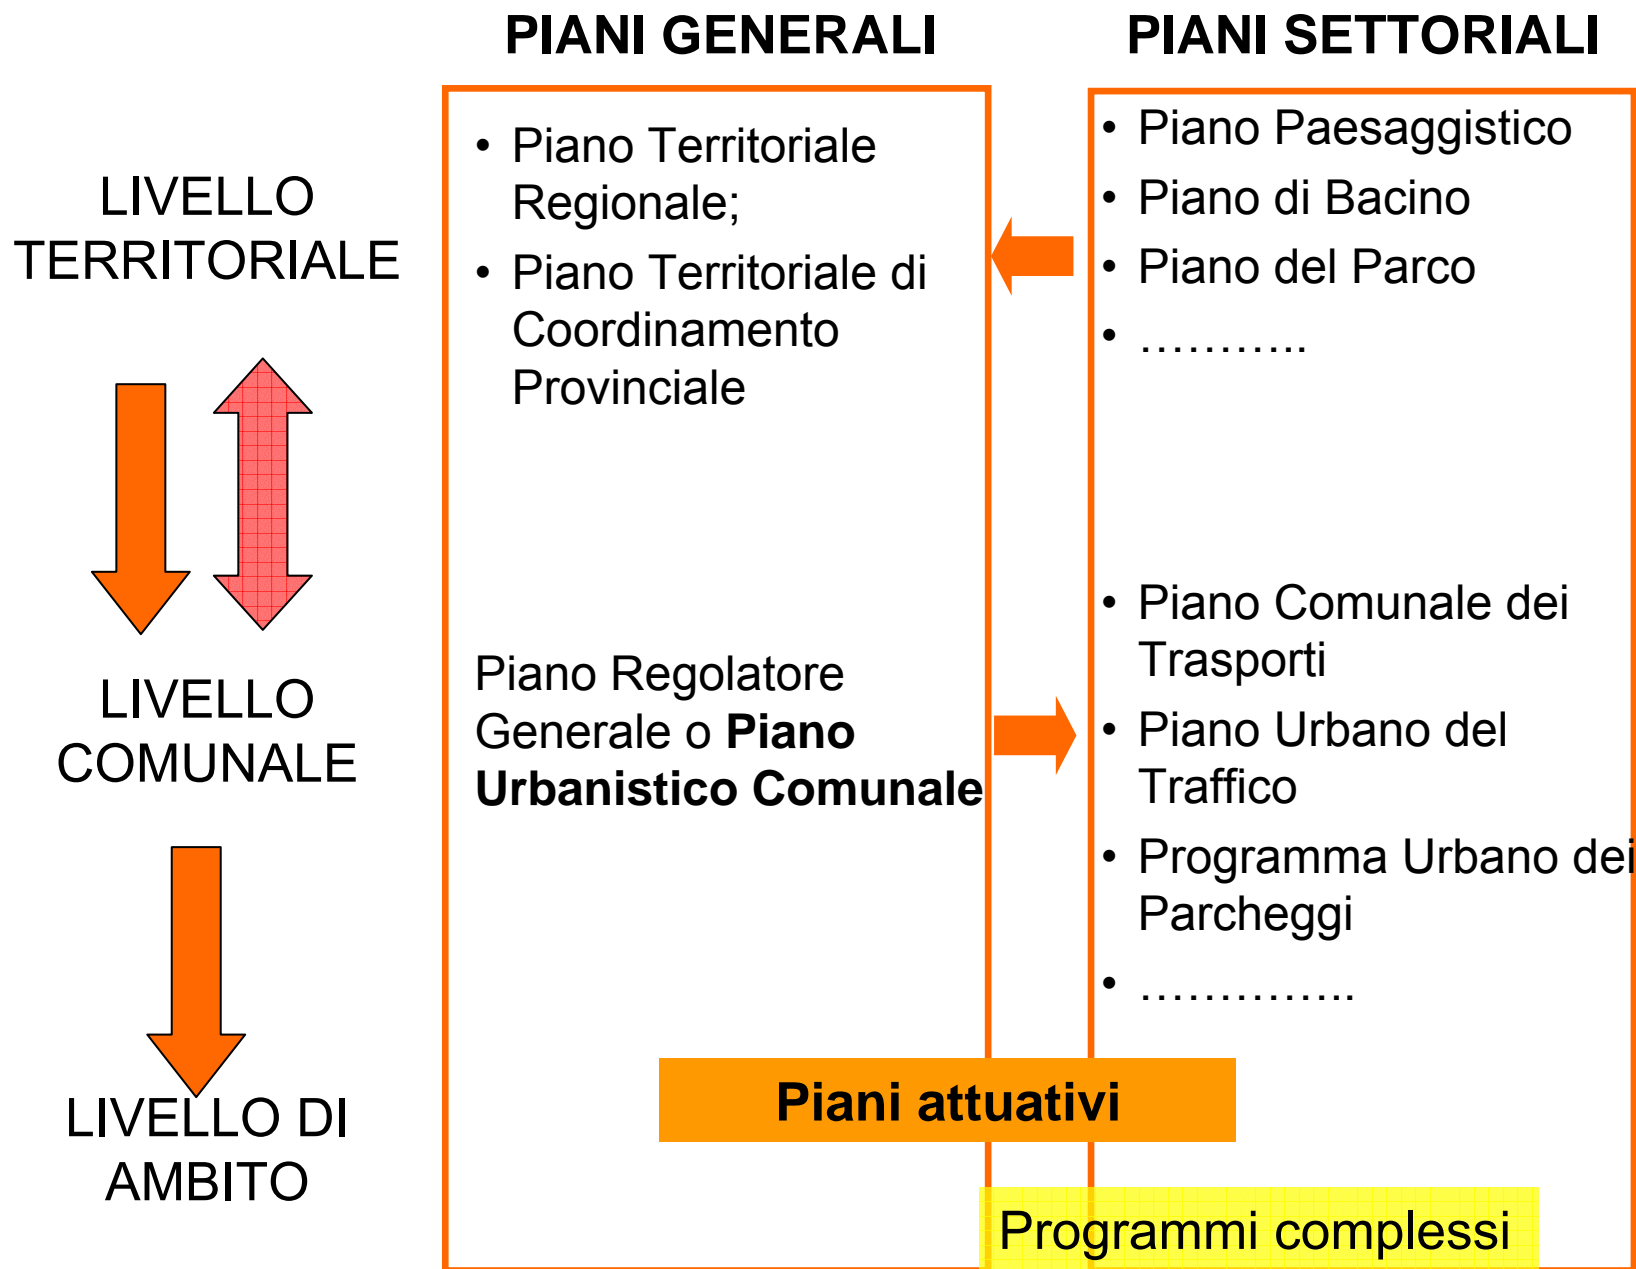 PIANI GENERALI
PIANI SETTORIALI
LIVELLO
TERRITORIALE
• Piano Territoriale
Regionale;
• Piano Territoriale di
Coordinamento
Provinciale
• Piano Paesaggistico
• Piano di Bacino
• Piano del Parco
• ………..
LIVELLO
COMUNALE
Piano Regolatore
Generale o Piano
Urbanistico Comunale
• Piano Comunale dei
Trasporti
• Piano Urbano del
Traffico
• Programma Urbano dei
Parcheggi
• …………..
LIVELLO DI
AMBITO
Piani attuativi
Programmi complessi